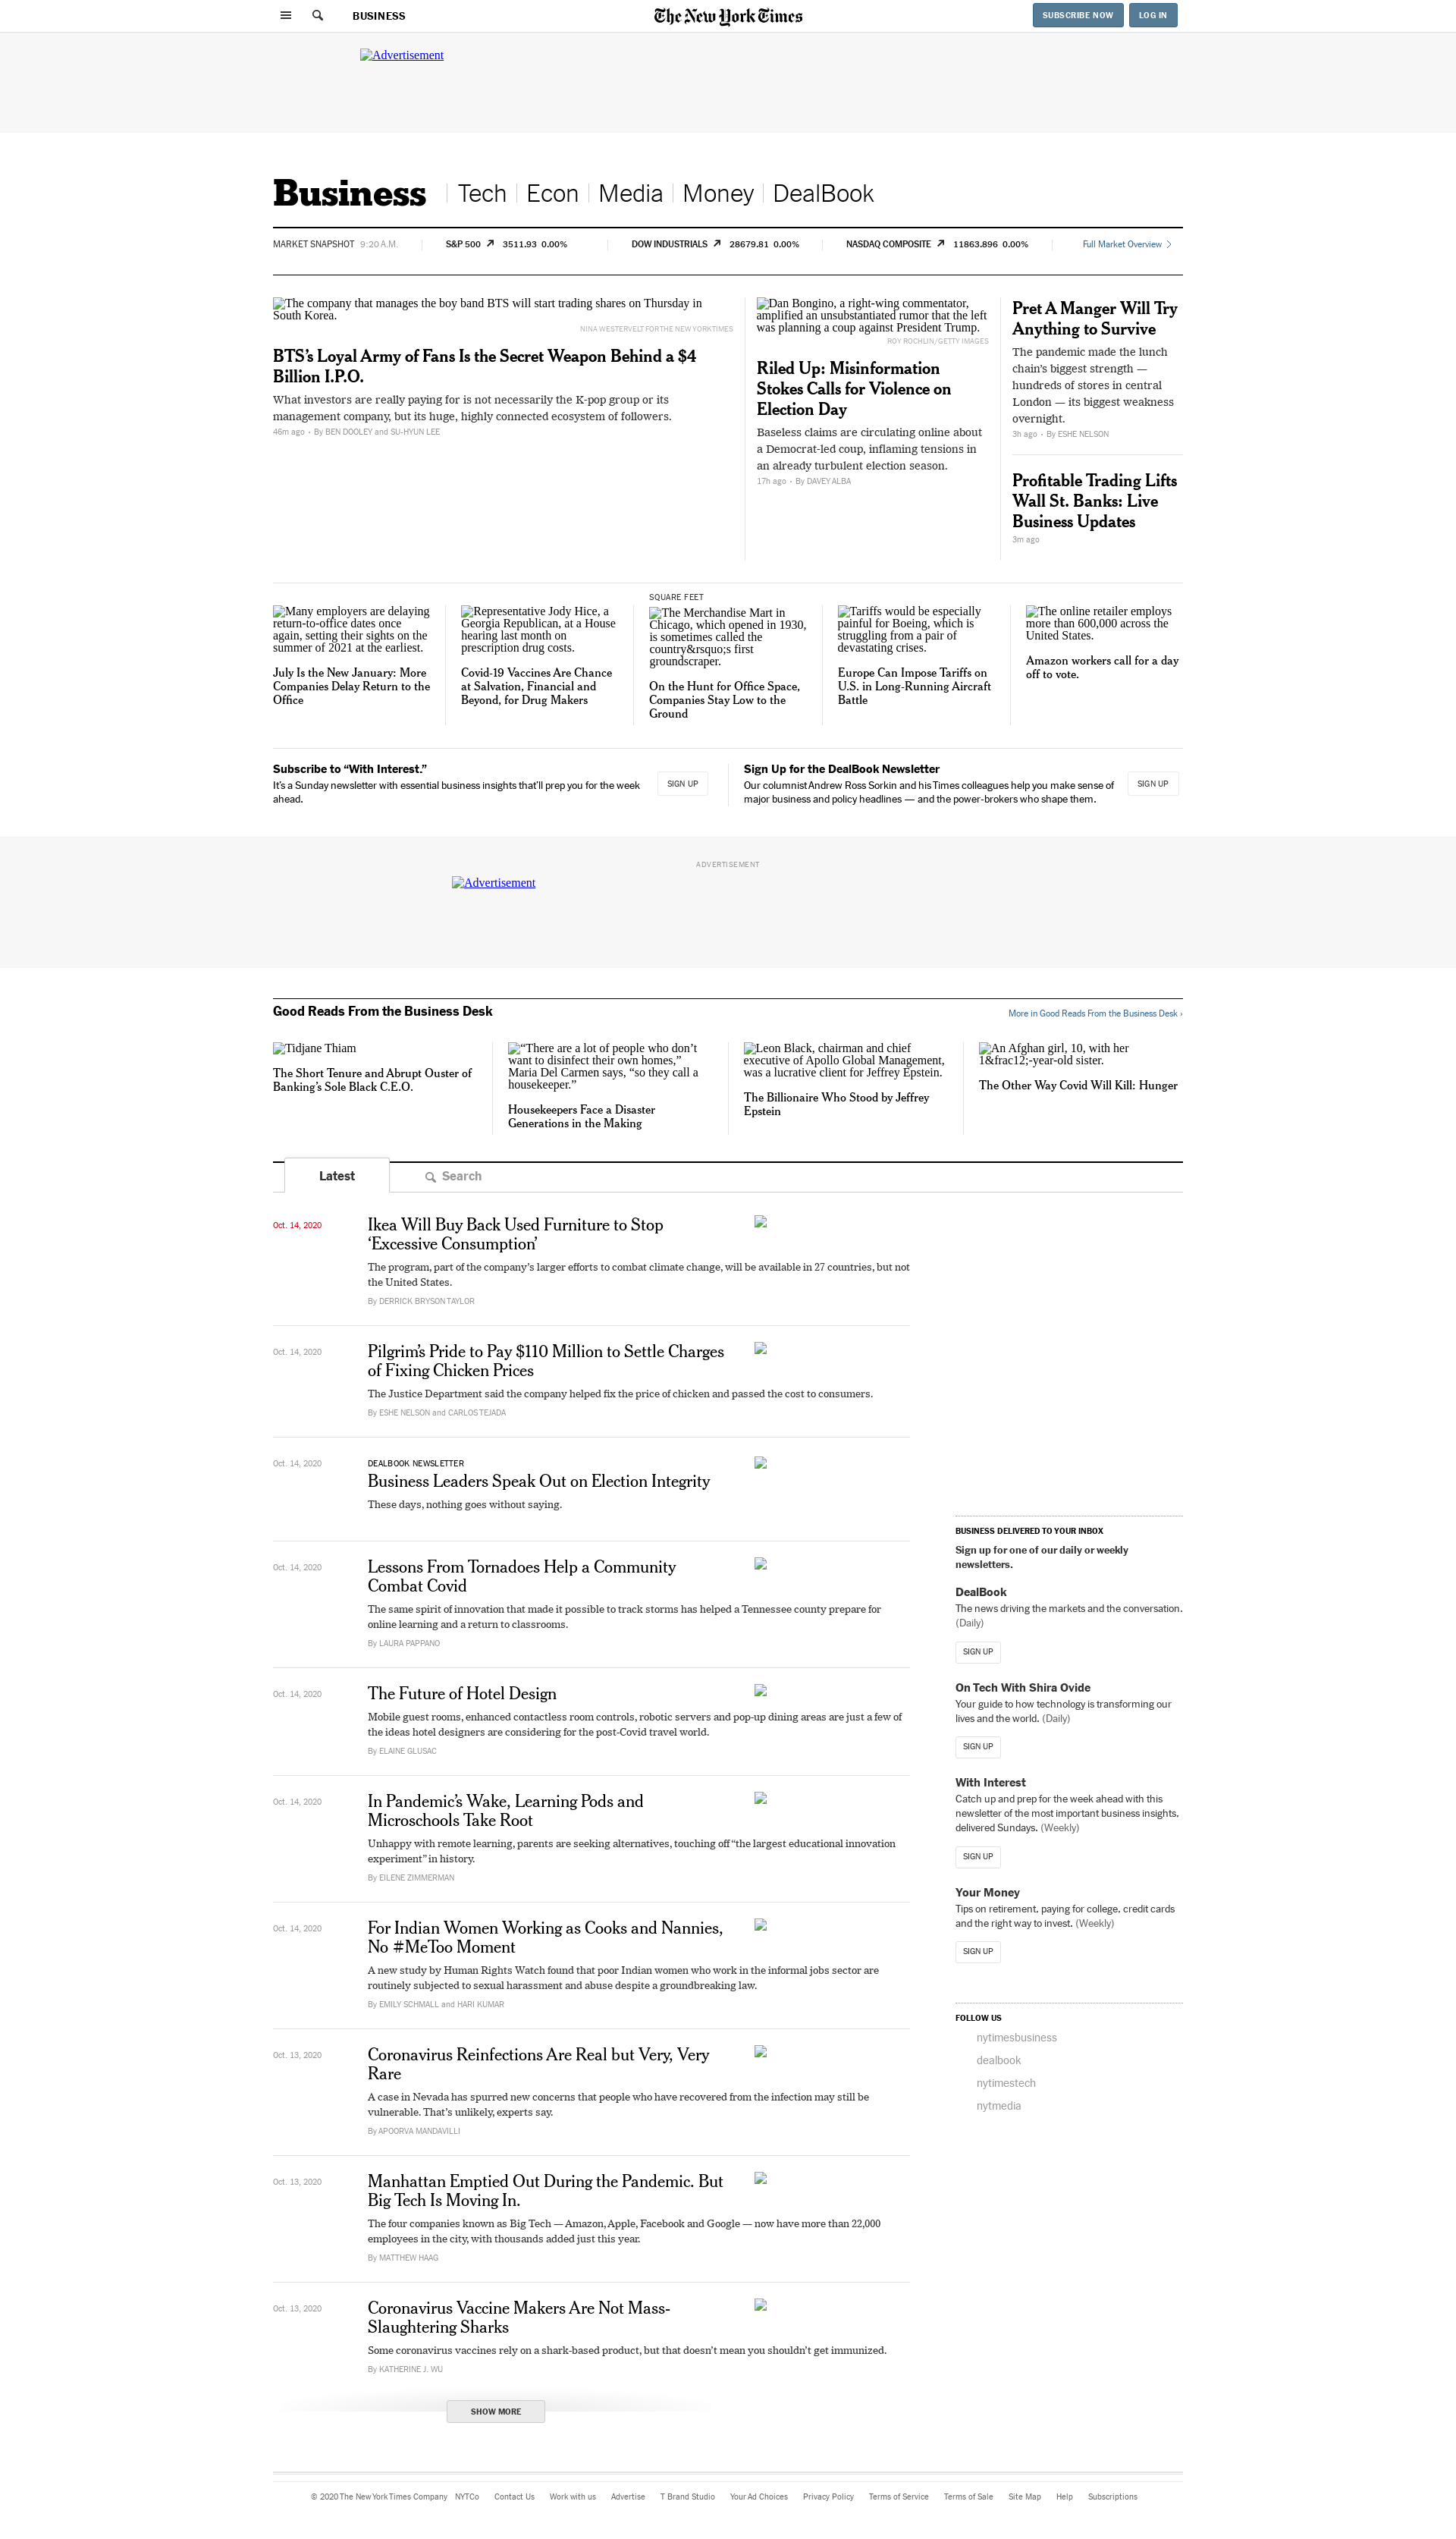 BUSINESS
The New York Times
SUBSCRIBE NOW
LOG IN
Advertisement
Business
Tech
Econ
Media
Money
DealBook
MARKET SNAPSHOT 9:20 A.M.
S&P 500 3511.93 0.00%
DOW INDUSTRIALS 28679.81 0.00%
NASDAQ COMPOSITE 11863.896 0.00%
Full Market Overview
The company that manages the boy band BTS will start trading shares on Thursday in
South Korea.
NINA WESTERVELT FOR THE NEW YORK TIMES
BTS’s Loyal Army of Fans Is the Secret Weapon Behind a $4
Billion I.P.O.
What investors are really paying for is not necessarily the K-pop group or its
management company, but its huge, highly connected ecosystem of followers.
46m ago • By BEN DOOLEY and SU-HYUN LEE
Dan Bongino, a right-wing commentator,
amplified an unsubstantiated rumor that the left
was planning a coup against President Trump.
ROY ROCHLIN/GETTY IMAGES
Riled Up: Misinformation
Stokes Calls for Violence on
Election Day
Baseless claims are circulating online about
a Democrat-led coup, inflaming tensions in
an already turbulent election season.
17h ago • By DAVEY ALBA
Pret A Manger Will Try
Anything to Survive
The pandemic made the lunch
chain’s biggest strength —
hundreds of stores in central
London — its biggest weakness
overnight.
3h ago • By ESHE NELSON
Profitable Trading Lifts
Wall St. Banks: Live
Business Updates
3m ago
Many employers are delaying
return-to-office dates once
again, setting their sights on the
summer of 2021 at the earliest.
July Is the New January: More
Companies Delay Return to the
Office
Representative Jody Hice, a
Georgia Republican, at a House
hearing last month on
prescription drug costs.
Covid-19 Vaccines Are Chance
at Salvation, Financial and
Beyond, for Drug Makers
SQUARE FEET
The Merchandise Mart in
Chicago, which opened in 1930,
is sometimes called the
country&rsquo;s first
groundscraper.
On the Hunt for Office Space,
Companies Stay Low to the
Ground
Tariffs would be especially
painful for Boeing, which is
struggling from a pair of
devastating crises.
Europe Can Impose Tariffs on
U.S. in Long-Running Aircraft
Battle
The online retailer employs
more than 600,000 across the
United States.
Amazon workers call for a day
off to vote.
Subscribe to “With Interest.”
It’s a Sunday newsletter with essential business insights that’ll prep you for the week
ahead.
SIGN UP
Sign Up for the DealBook Newsletter
Our columnist Andrew Ross Sorkin and his Times colleagues help you make sense of
major business and policy headlines — and the power-brokers who shape them.
SIGN UP
ADVERTISEMENT
Advertisement
Good Reads From the Business Desk
More in Good Reads From the Business Desk ›
Tidjane Thiam
The Short Tenure and Abrupt Ouster of
Banking’s Sole Black C.E.O.
“There are a lot of people who don’t
want to disinfect their own homes,”
Maria Del Carmen says, “so they call a
housekeeper.”
Housekeepers Face a Disaster
Generations in the Making
Leon Black, chairman and chief
executive of Apollo Global Management,
was a lucrative client for Jeffrey Epstein.
The Billionaire Who Stood by Jeffrey
Epstein
An Afghan girl, 10, with her
1&frac12;-year-old sister.
The Other Way Covid Will Kill: Hunger
Latest
Search
Oct. 14, 2020
Ikea Will Buy Back Used Furniture to Stop
‘Excessive Consumption’
The program, part of the company’s larger efforts to combat climate change, will be available in 27 countries, but not
the United States.
By DERRICK BRYSON TAYLOR
Oct. 14, 2020
Pilgrim’s Pride to Pay $110 Million to Settle Charges
of Fixing Chicken Prices
The Justice Department said the company helped fix the price of chicken and passed the cost to consumers.
By ESHE NELSON and CARLOS TEJADA
Oct. 14, 2020
DEALBOOK NEWSLETTER
Business Leaders Speak Out on Election Integrity
These days, nothing goes without saying.
Oct. 14, 2020
Lessons From Tornadoes Help a Community
Combat Covid
The same spirit of innovation that made it possible to track storms has helped a Tennessee county prepare for
online learning and a return to classrooms.
By LAURA PAPPANO
Oct. 14, 2020
The Future of Hotel Design
Mobile guest rooms, enhanced contactless room controls, robotic servers and pop-up dining areas are just a few of
the ideas hotel designers are considering for the post-Covid travel world.
By ELAINE GLUSAC
Oct. 14, 2020
In Pandemic’s Wake, Learning Pods and
Microschools Take Root
Unhappy with remote learning, parents are seeking alternatives, touching off “the largest educational innovation
experiment” in history.
By EILENE ZIMMERMAN
Oct. 14, 2020
For Indian Women Working as Cooks and Nannies,
No #MeToo Moment
A new study by Human Rights Watch found that poor Indian women who work in the informal jobs sector are
routinely subjected to sexual harassment and abuse despite a groundbreaking law.
By EMILY SCHMALL and HARI KUMAR
Oct. 13, 2020
Coronavirus Reinfections Are Real but Very, Very
Rare
A case in Nevada has spurred new concerns that people who have recovered from the infection may still be
vulnerable. That’s unlikely, experts say.
By APOORVA MANDAVILLI
Oct. 13, 2020
Manhattan Emptied Out During the Pandemic. But
Big Tech Is Moving In.
The four companies known as Big Tech — Amazon, Apple, Facebook and Google — now have more than 22,000
employees in the city, with thousands added just this year.
By MATTHEW HAAG
Oct. 13, 2020
Coronavirus Vaccine Makers Are Not Mass-
Slaughtering Sharks
Some coronavirus vaccines rely on a shark-based product, but that doesn’t mean you shouldn’t get immunized.
By KATHERINE J. WU
SHOW MORE
BUSINESS DELIVERED TO YOUR INBOX
Sign up for one of our daily or weekly
newsletters.
DealBook
The news driving the markets and the conversation.
(Daily)
SIGN UP
On Tech With Shira Ovide
Your guide to how technology is transforming our
lives and the world. (Daily)
SIGN UP
With Interest
Catch up and prep for the week ahead with this
newsletter of the most important business insights,
delivered Sundays. (Weekly)
SIGN UP
Your Money
Tips on retirement, paying for college, credit cards
and the right way to invest. (Weekly)
SIGN UP
FOLLOW US
nytimesbusiness
dealbook
nytimestech
nytmedia
© 2020 The New York Times Company NYTCo Contact Us Work with us Advertise T Brand Studio Your Ad Choices Privacy Policy Terms of Service Terms of Sale Site Map Help Subscriptions